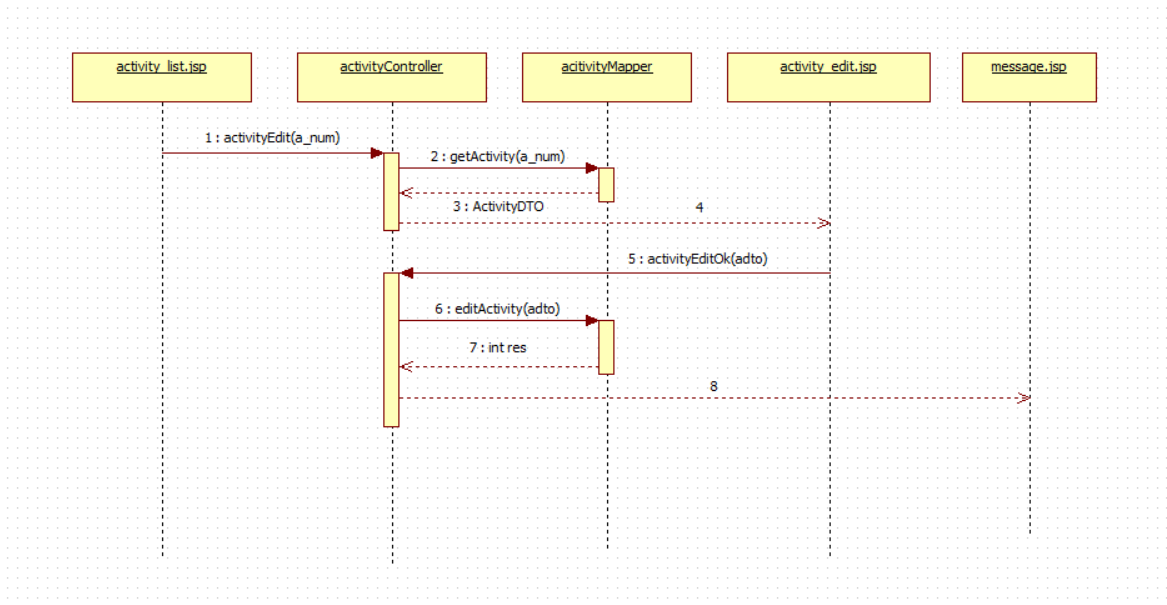 activity_list.jsp
activityController
acitivityMapper
activity_edit.jsp
message.jsp
1 : activityEdit(a_num)
2 : getActivity(a_num)
3 : ActivityDTO
4
5 : activityEditOk(adto)
6 : editActivity(adto)
7 : int res
8